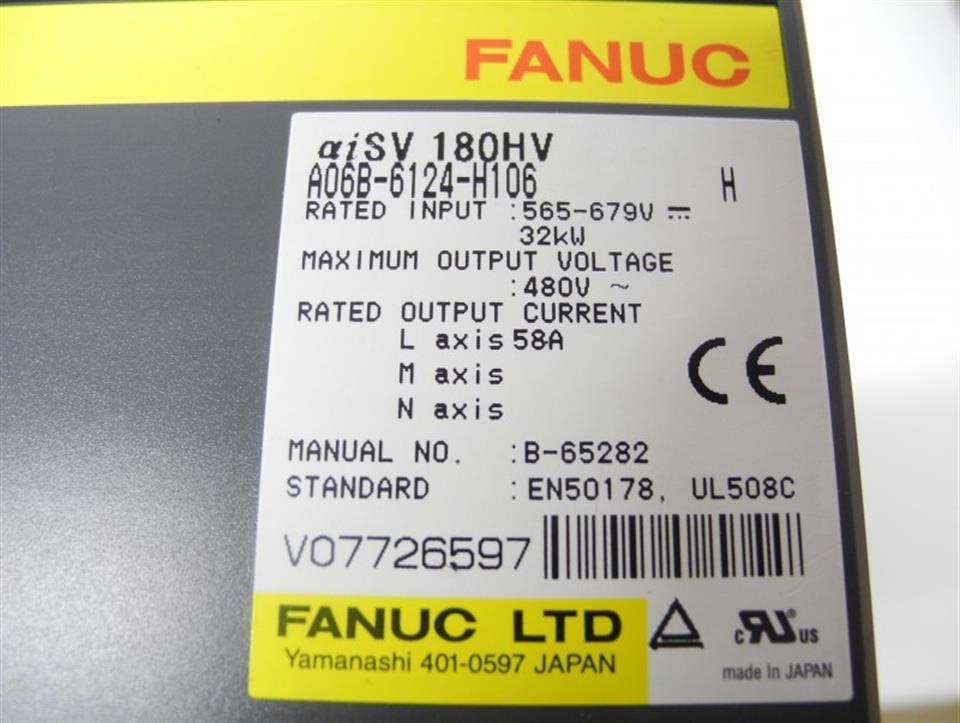 FANUC
αiSV 180HV
A06B-6124-H106 H
RATED INPUT :565-679V ⎓
32kW
MAXIMUM OUTPUT VOLTAGE
:480V ~
RATED OUTPUT CURRENT
L axis 58A
M axis
N axis
CE
MANUAL NO. :B-65282
STANDARD :EN50178, UL508C
V07726597
FANUC LTD
Yamanashi 401-0597 JAPAN
c RU US
made In JAPAN